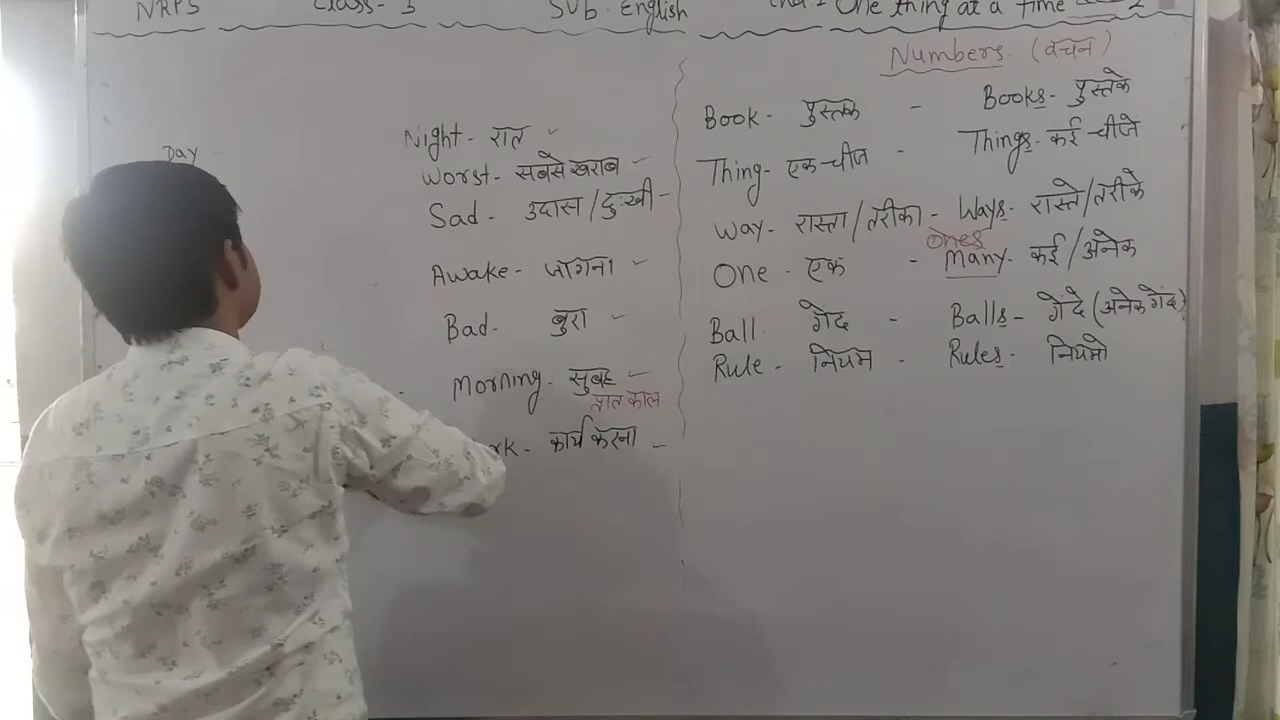 NRPS Class- 3 Sub. English Cha.1 One thing at a Time
Day
Night - रात
Worst - सबसे खराब
Sad - उदास / दुःखी
Awake - जागना
Bad - बुरा
Morning - सुबह
कार्य करना
Numbers (वचन)
Book - पुस्तक - Books - पुस्तके
Thing - एक चीज - Things - कई चीजे
Way - रास्ता / तरीका - Ways - रास्ते / तरीके
Ones
One - एक - Many - कई / अनेक
Ball गेंद - Balls - गेंदे (अनेक गेंद)
Rule - नियम - Rules - नियमो